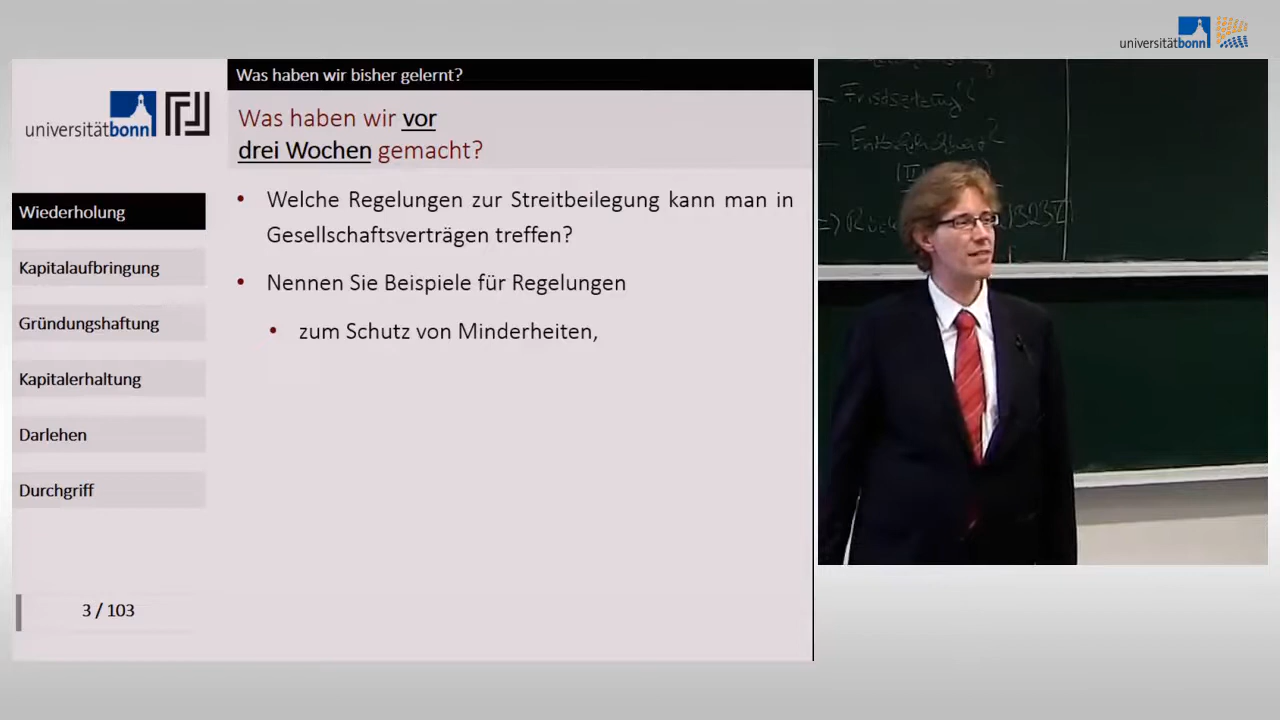 universitätbonn
Was haben wir bisher gelernt?
universitätbonn
Was haben wir vor
drei Wochen gemacht?
Wiederholung
Kapitalaufbringung
Gründungshaftung
Kapitalerhaltung
Darlehen
Durchgriff
• Welche Regelungen zur Streitbeilegung kann man in
Gesellschaftsverträgen treffen?
• Nennen Sie Beispiele für Regelungen
• zum Schutz von Minderheiten,
3 / 103
Fristsetzung?